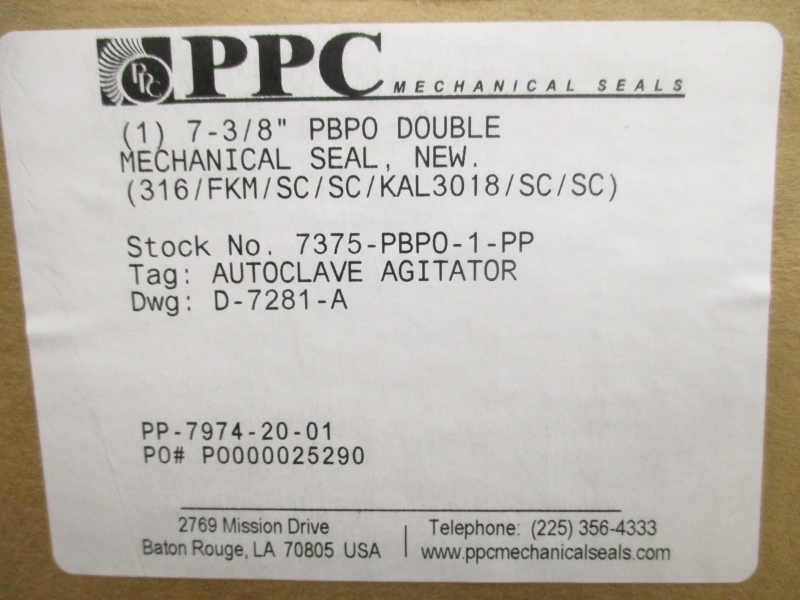 PPC
PPC MECHANICAL SEALS
(1) 7-3/8" PBPO DOUBLE
MECHANICAL SEAL, NEW.
(316/FKM/SC/SC/KAL3018/SC/SC)
Stock No. 7375-PBPO-1-PP
Tag: AUTOCLAVE AGITATOR
Dwg: D-7281-A
PP-7974-20-01
PO# PO000025290
2769 Mission Drive
Baton Rouge, LA 70805 USA
Telephone: (225) 356-4333
www.ppcmechanicalseals.com